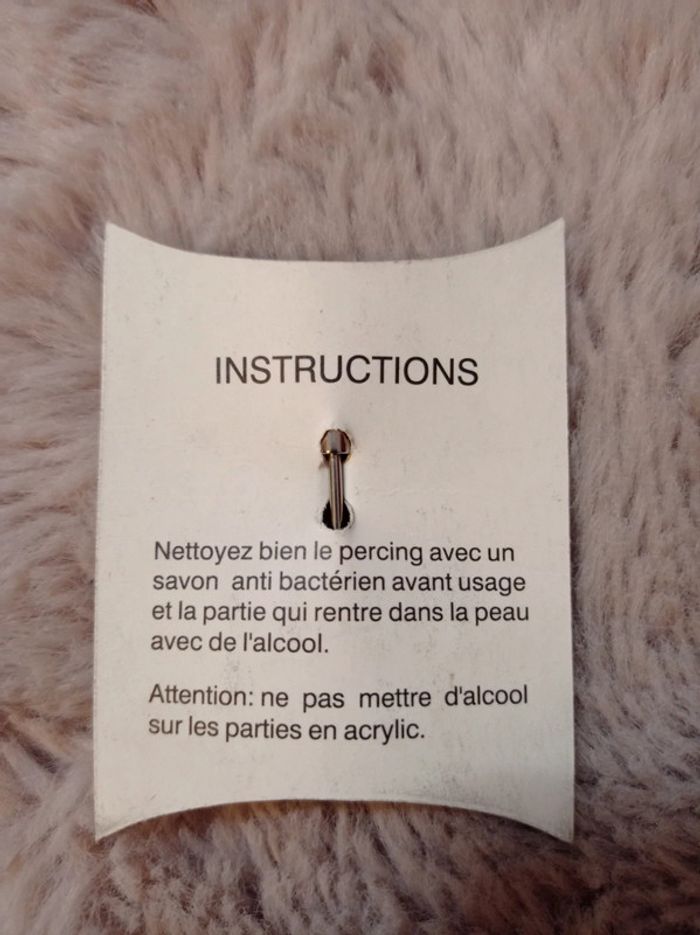 INSTRUCTIONS
Nettoyez bien le percing avec un
savon anti bactérien avant usage
et la partie qui rentre dans la peau
avec de l'alcool.
Attention: ne pas mettre d'alcool
sur les parties en acrylic.